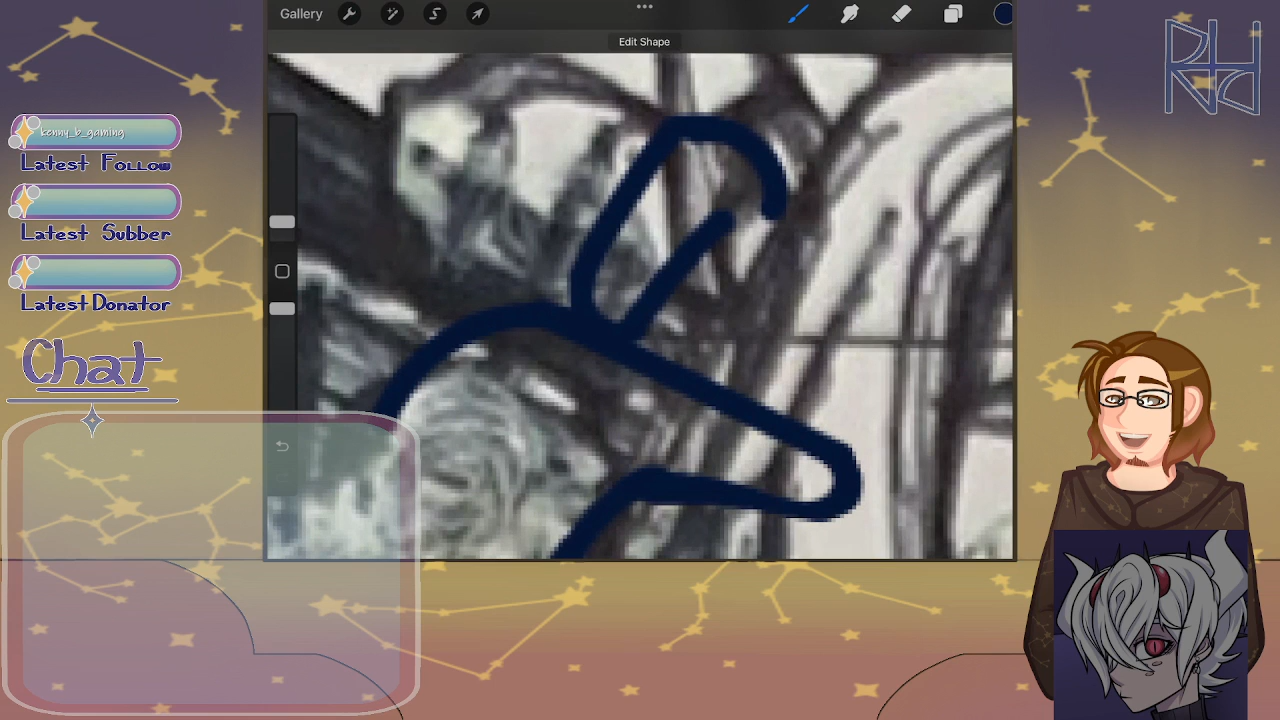 Gallery
Edit Shape
kenny_b_gaming
Latest Follow
Latest Subber
Latest Donator
Chat